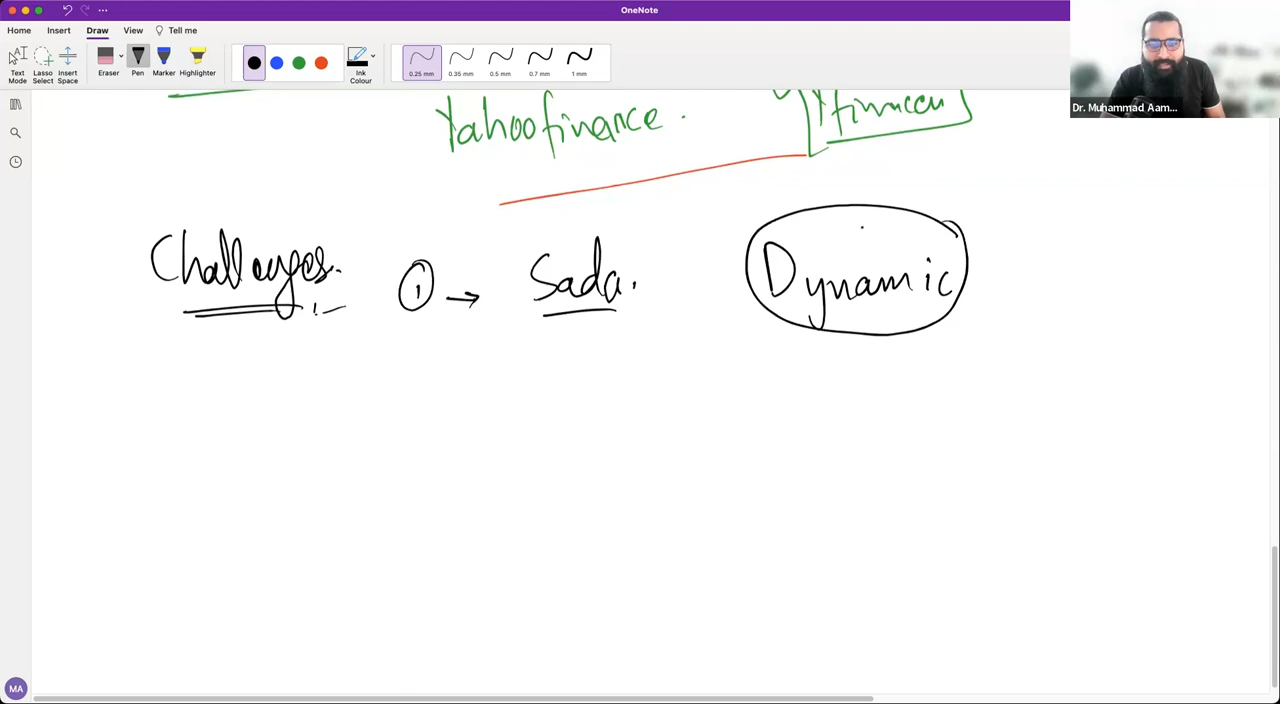 OneNote
Home Insert Draw View Tell me
Text Mode
Lasso Select
Insert Space
Eraser
Pen
Marker
Highlighter
0.25 mm
0.35 mm
0.5 mm
0.7 mm
1 mm
Ink Colour
Dr. Muhammad Aam...
Yahoofinance.
Challenges. ① → Sada. Dynamic
MA